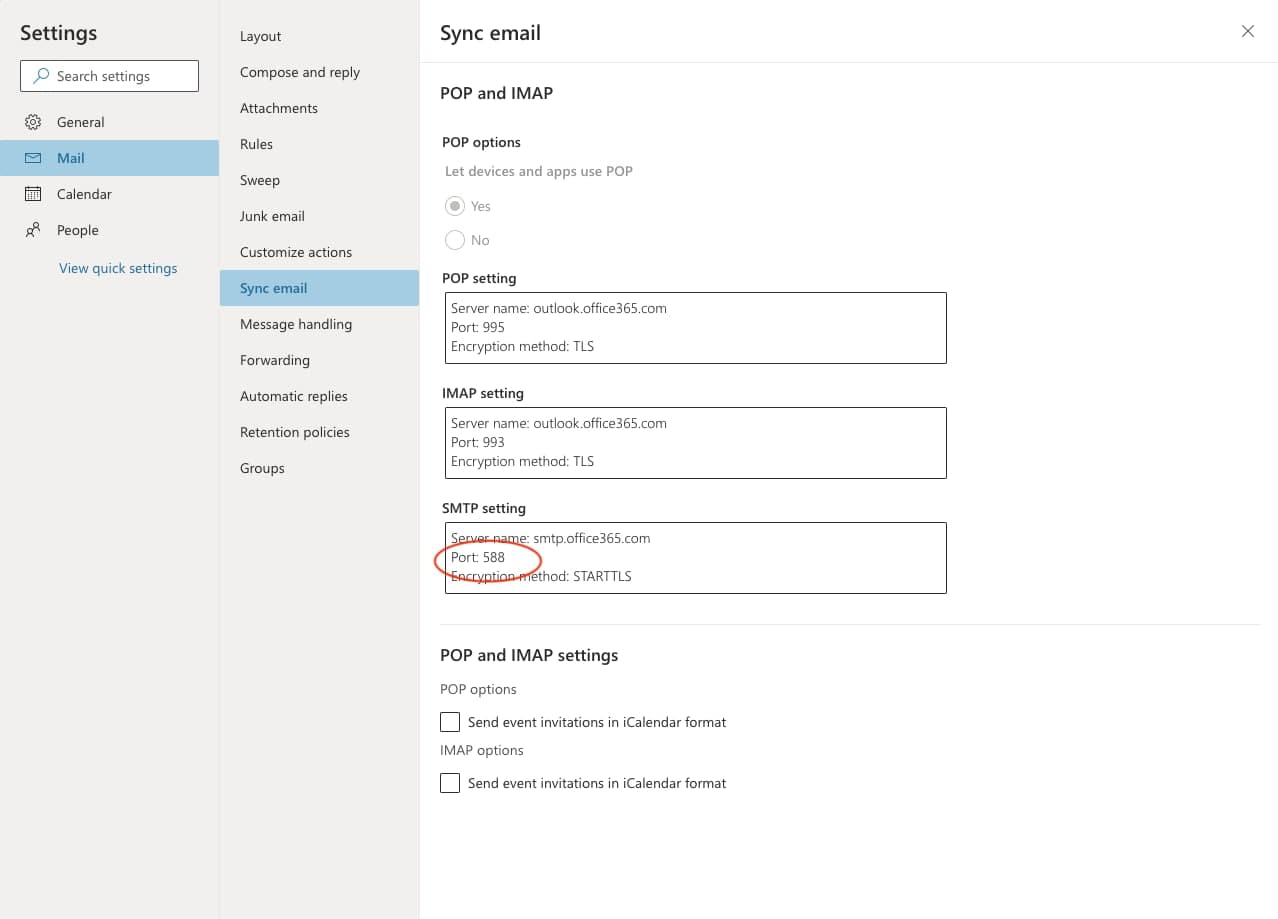 Settings
Search settings
General
Mail
Calendar
People
View quick settings
Layout
Compose and reply
Attachments
Rules
Sweep
Junk email
Customize actions
Sync email
Message handling
Forwarding
Automatic replies
Retention policies
Groups
Sync email
POP and IMAP
POP options
Let devices and apps use POP
Yes
No
POP setting
Server name: outlook.office365.com
Port: 995
Encryption method: TLS
IMAP setting
Server name: outlook.office365.com
Port: 993
Encryption method: TLS
SMTP setting
Server name: smtp.office365.com
Port: 588
Encryption method: STARTTLS
POP and IMAP settings
POP options
Send event invitations in iCalendar format
IMAP options
Send event invitations in iCalendar format